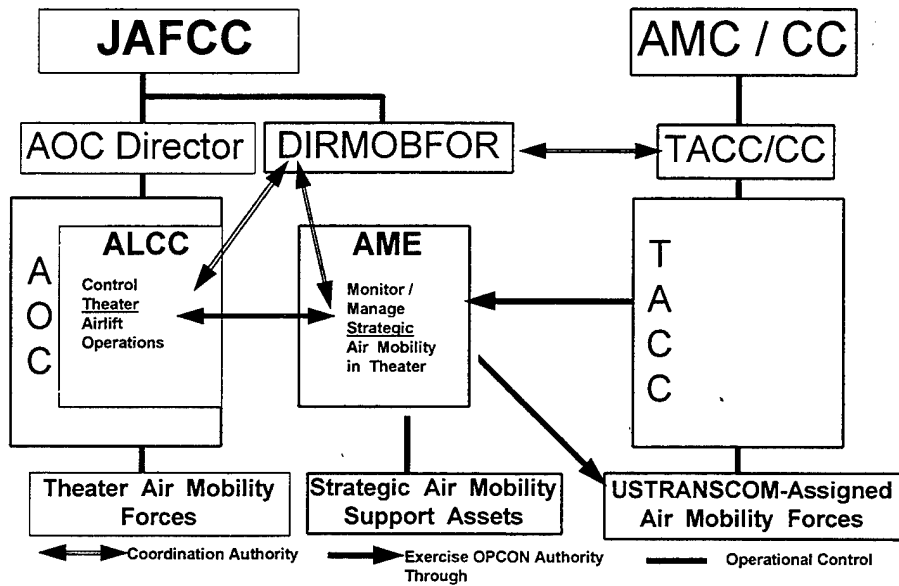 JAFCC
AMC / CC
AOC Director
DIRMOBFOR
TACC/CC
AOC
ALCC
Control
Theater
Airlift
Operations
AME
Monitor /
Manage
Strategic
Air Mobility
in Theater
TACC
Theater Air Mobility
Forces
Strategic Air Mobility
Support Assets
USTRANSCOM-Assigned
Air Mobility Forces
Coordination Authority
Exercise OPCON Authority
Through
Operational Control